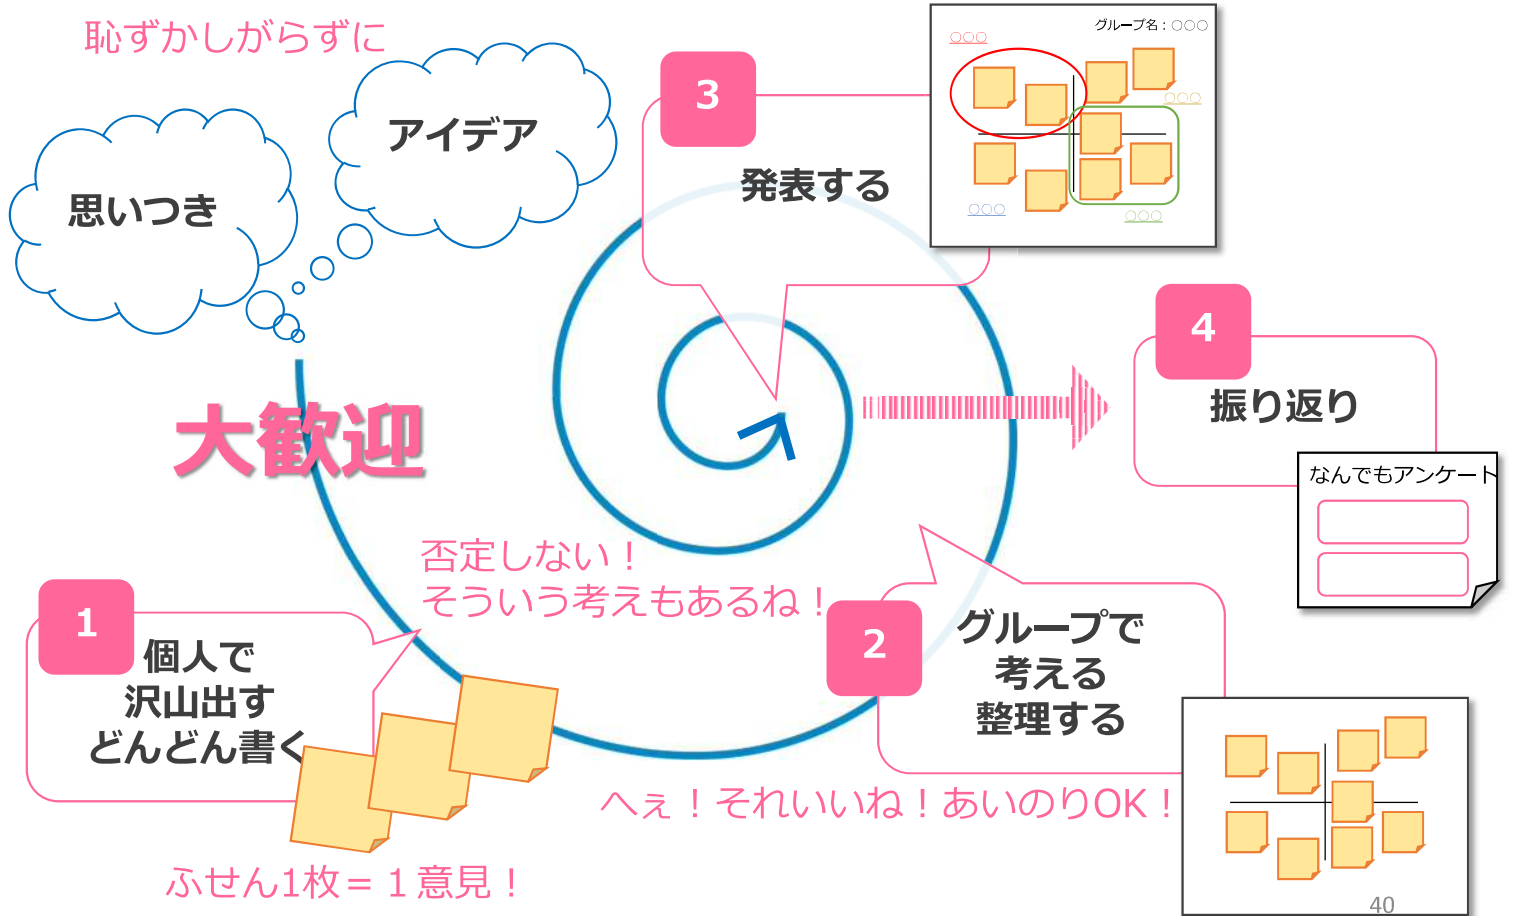 恥ずかしがらずに
アイデア
思いつき
大歓迎
1
個人で
沢山出す
どんどん書く
ふせん1枚＝１意見！
否定しない！
そういう考えもあるね！
2
グループで
考える
整理する
へぇ！それいいね！あいのりOK！
3
発表する
グループ名：○○○
○○○
○○○
○○○
○○○
4
振り返り
なんでもアンケート
40